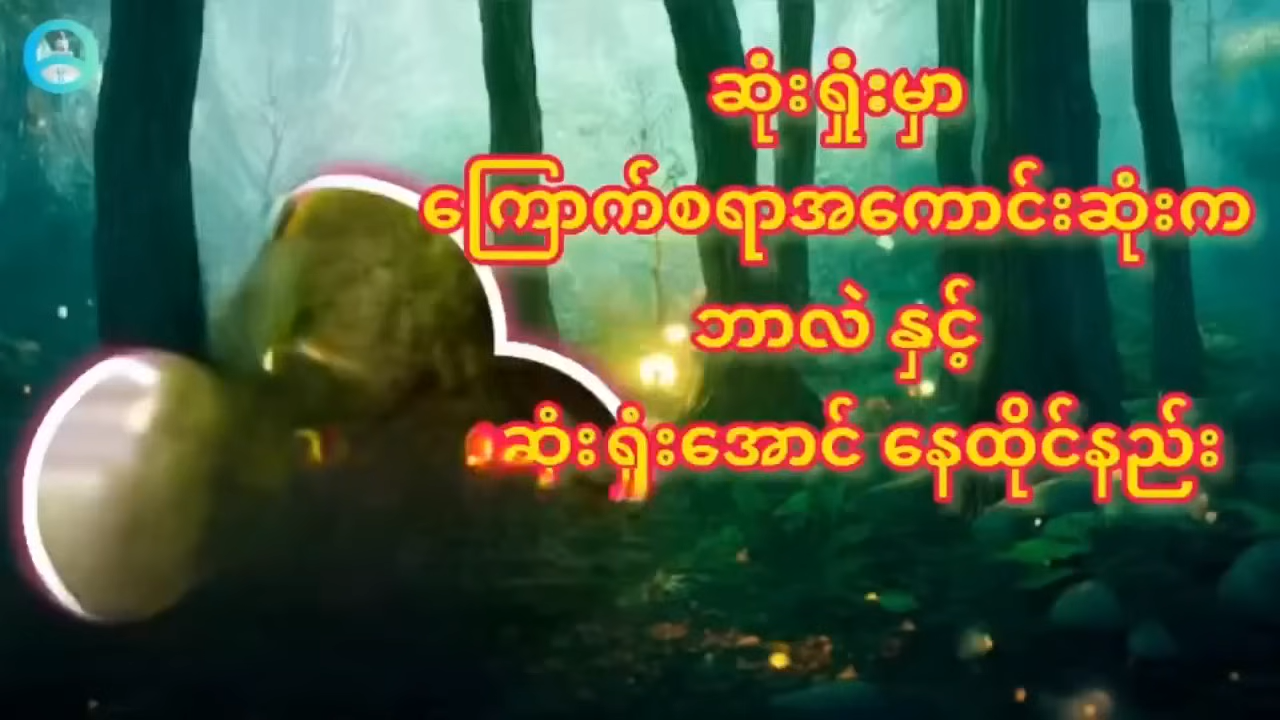 ဆုံးရှုံးမှာ
ကြောက်စရာအကောင်းဆုံးက
ဘာလဲ နှင့်
ဆုံးရှုံးအောင် နေထိုင်နည်း